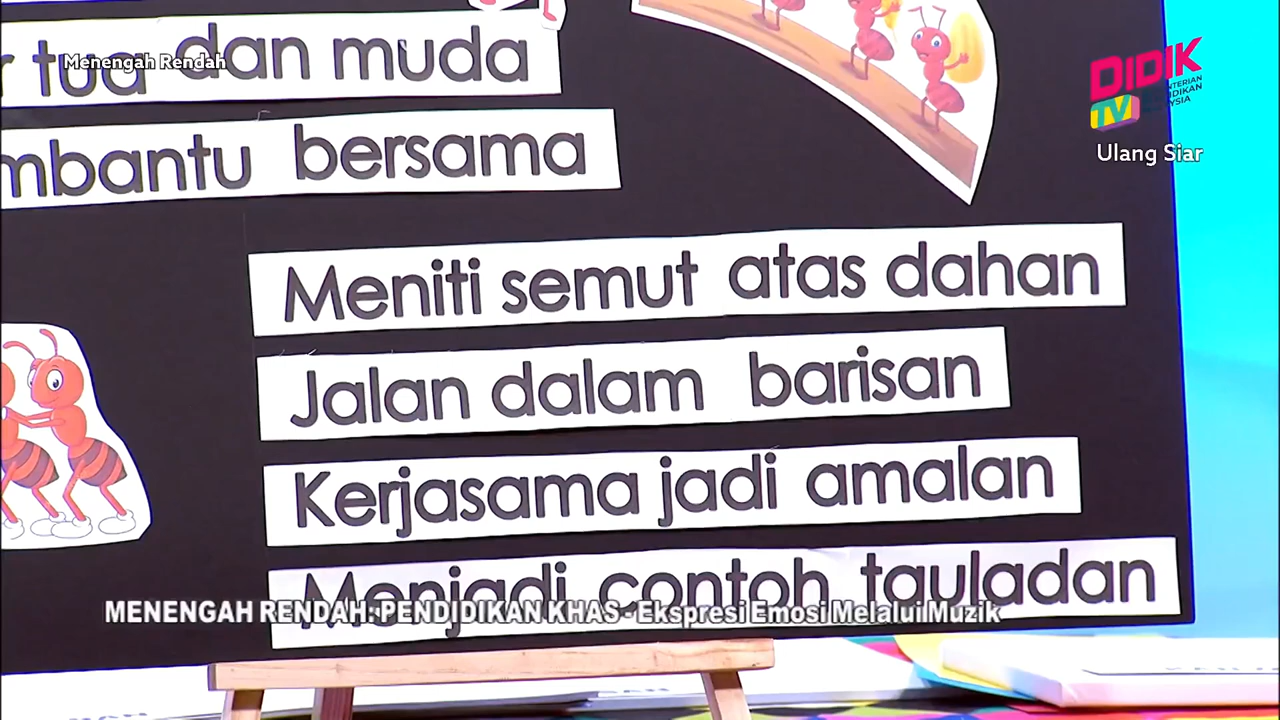 tua dan muda
Menengah Rendah
bersama
DIDIK
TV
Ulang Siar
Meniti semut atas dahan
Jalan dalam barisan
Kerjasama jadi amalan
Menjadi contoh tauladan
MENENGAH RENDAH: PENDIDIKAN KHAS - Ekspresi Emosi Melalui Muzik